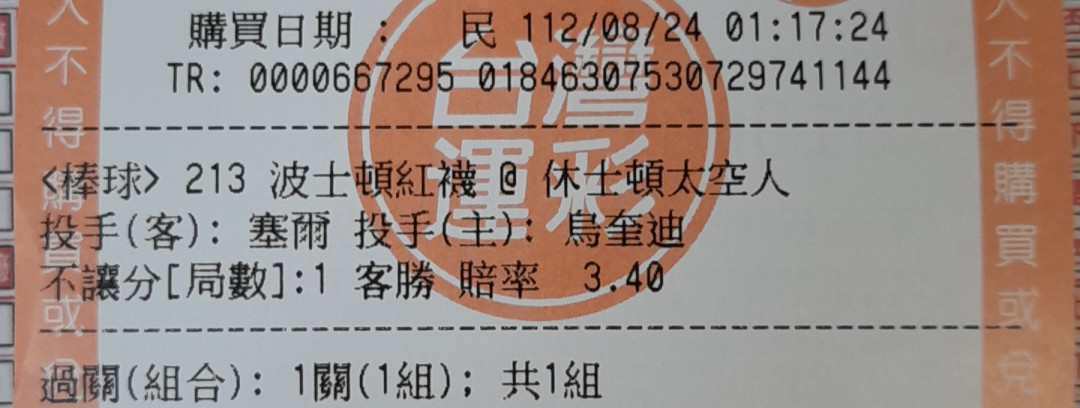 購買日期 : 民 112/08/24 01:17:24
TR: 0000667295 01846307530729741144
<棒球> 213 波士頓紅襪 @ 休士頓太空人
投手(客): 塞爾 投手(主): 烏奎迪
不讓分[局數]:1 客勝 賠率 3.40
過關(組合): 1關(1組); 共1組
台灣
運彩
人不得購買或兌
人不得購買或兌